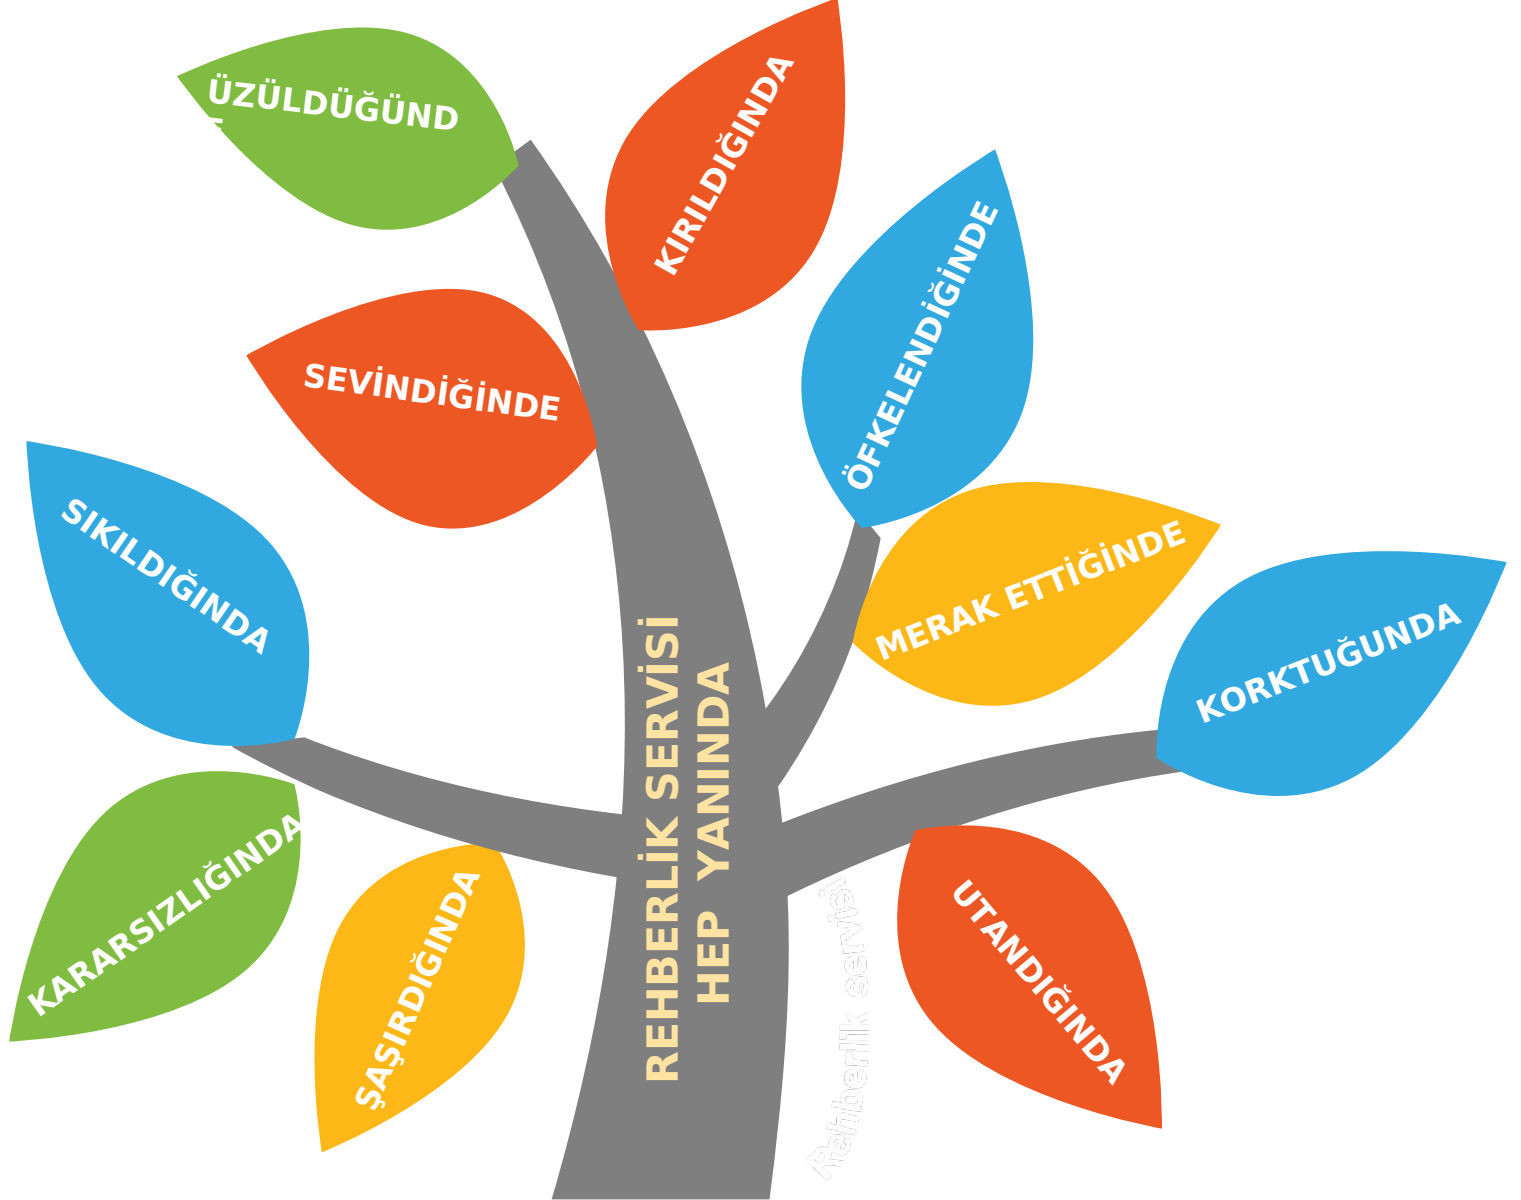 ÜZÜLDÜĞÜND
E
KIRILDIĞINDA
ÖFKELENDİĞİNDE
SEVİNDİĞİNDE
MERAK ETTİĞİNDE
SIKILDIĞINDA
KORKTUĞUNDA
REHBERLİK SERVİSİ
HEP YANINDA
KARARSIZLIĞINDA
ŞAŞIRDIĞINDA
UTANDIĞINDA
Rehberlik servisi